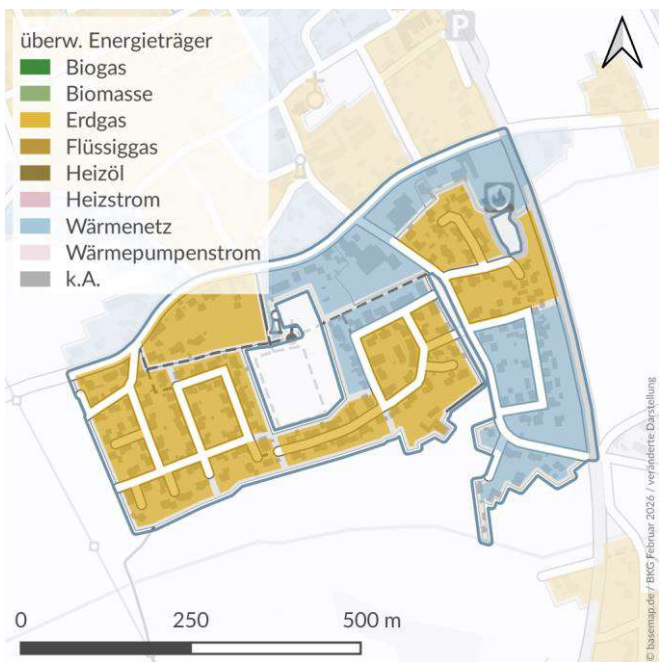 überw. Energieträger
Biogas
Biomasse
Erdgas
Flüssiggas
Heizöl
Heizstrom
Wärmenetz
Wärmepumpenstrom
k.A.
P
0 250 500 m
© basemap.de / BKG Februar 2026 / veränderte Darstellung